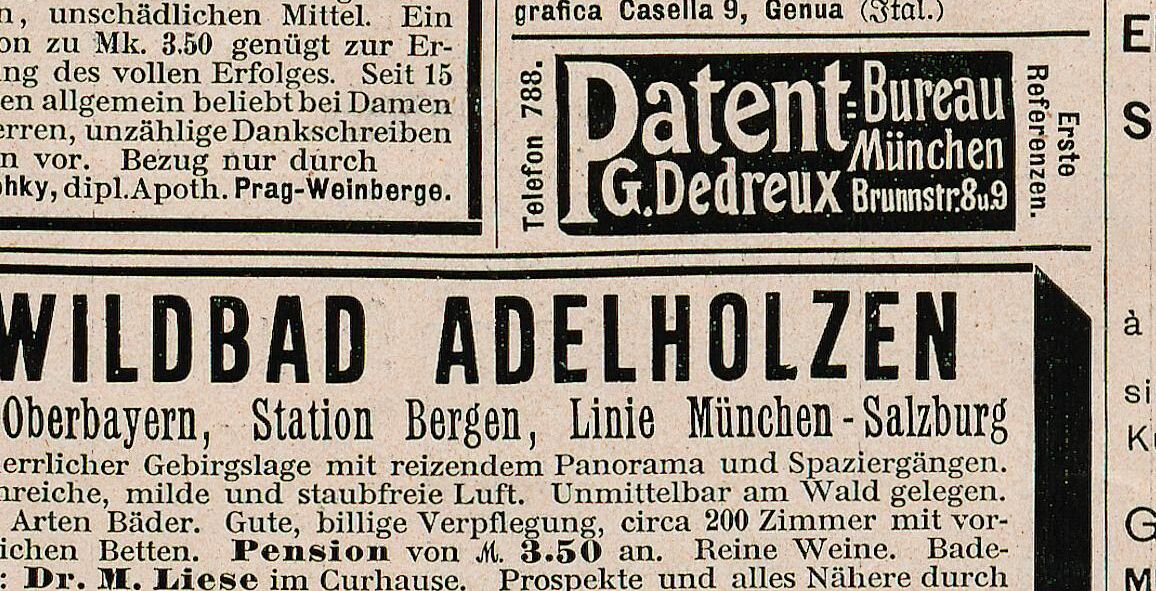 n, unschädlichen Mittel. Ein
on zu Mk. 3.50 genügt zur Er-
ng des vollen Erfolges. Seit 15
en allgemein beliebt bei Damen
erren, unzählige Dankschreiben
n vor. Bezug nur durch
ohky, dipl. Apoth. Prag-Weinberge.
grafica Casella 9, Genua (Ital.)
Telefon 788.
Patent-Bureau
München
G. Dedreux Brunnstr. 8 u. 9
Erste
Referenzen.
WILDBAD ADELHOLZEN
Oberbayern, Station Bergen, Linie München-Salzburg
errlicher Gebirgslage mit reizendem Panorama und Spaziergängen.
nreiche, milde und staubfreie Luft. Unmittelbar am Wald gelegen.
Arten Bäder. Gute, billige Verpflegung, circa 200 Zimmer mit vor-
ichen Betten. Pension von M. 3.50 an. Reine Weine. Bade-
: Dr. M. Liese im Curhause. Prospekte und alles Nähere durch
E
S
à
si
K
G
M